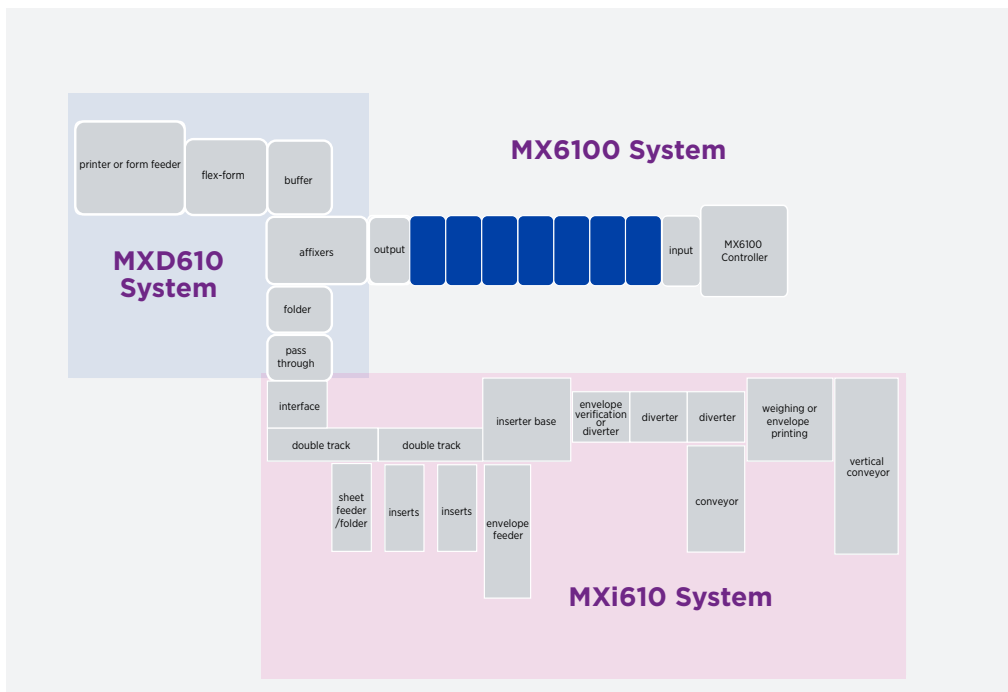 MX6100 System
printer or form feeder
flex-form
buffer
MXD610
System
affixers
output
input
MX6100
Controller
folder
pass
through
interface
double track
double track
inserter base
envelope
verification
or
diverter
diverter
diverter
weighing or
envelope
printing
vertical
conveyor
sheet
feeder
/folder
inserts
inserts
envelope
feeder
conveyor
MXi610 System